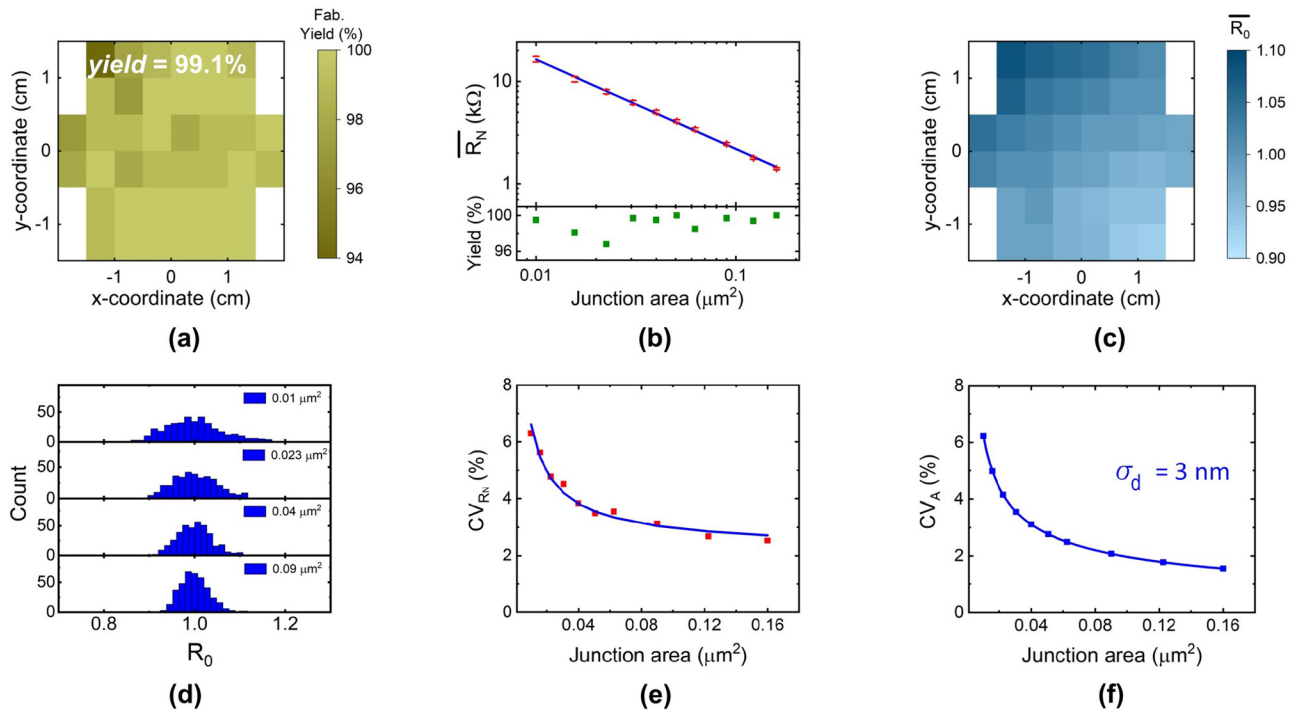 Fab.
Yield (%)
yield = 99.1%
100
98
96
94
1
0
-1
y-coordinate (cm)
-1 0 1
x-coordinate (cm)
(a)
10
1
R̅N̅ (kΩ)
100
96
Yield (%)
0.01 0.1
Junction area (μm²)
(b)
R̅₀̅
1.10
1.05
1.00
0.95
0.90
1
0
-1
y-coordinate (cm)
-1 0 1
x-coordinate (cm)
(c)
0.01 μm²
0.023 μm²
0.04 μm²
0.09 μm²
50
0
50
0
50
0
50
0
Count
0.8 1.0 1.2
R₀
(d)
8
6
4
2
0
CV_RN (%)
0.04 0.08 0.12 0.16
Junction area (μm²)
(e)
8
6
4
2
0
CV_A (%)
σ_d = 3 nm
0.04 0.08 0.12 0.16
Junction area (μm²)
(f)